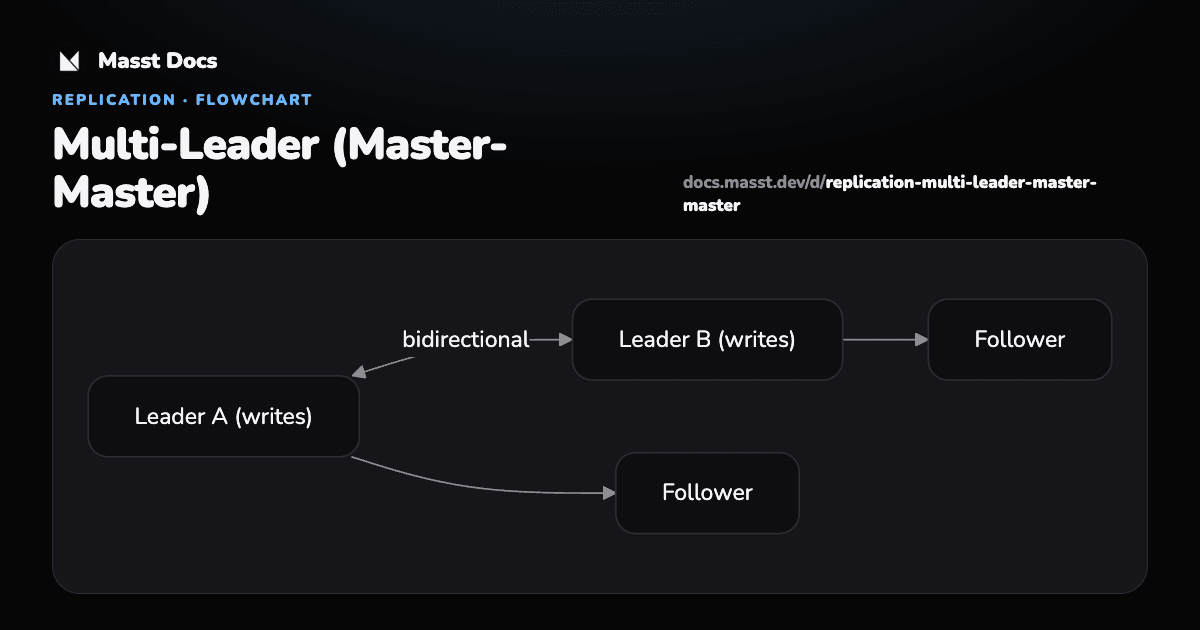 Masst Docs
REPLICATION · FLOWCHART
Multi-Leader (Master-
Master)
docs.masst.dev/d/replication-multi-leader-master-
master
bidirectional
Leader B (writes)
Follower
Leader A (writes)
Follower